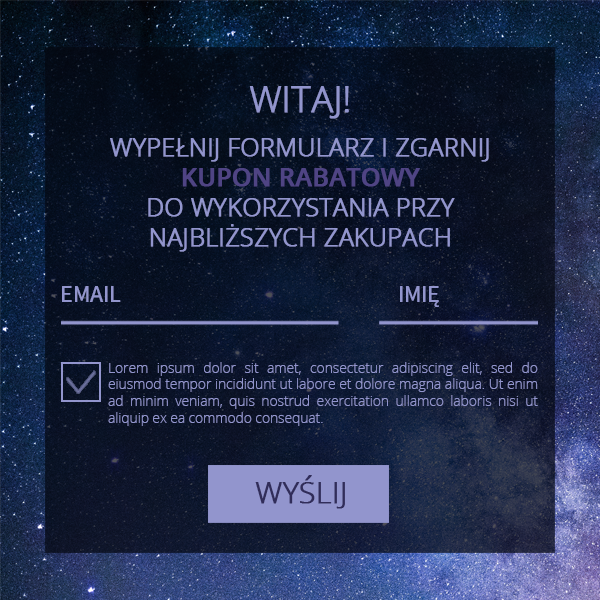 WITAJ!
WYPEŁNIJ FORMULARZ I ZGARNIJ
KUPON RABATOWY
DO WYKORZYSTANIA PRZY
NAJBLIŻSZYCH ZAKUPACH
EMAIL IMIĘ
Lorem ipsum dolor sit amet, consectetur adipiscing elit, sed do
eiusmod tempor incididunt ut labore et dolore magna aliqua. Ut enim
ad minim veniam, quis nostrud exercitation ullamco laboris nisi ut
aliquip ex ea commodo consequat.
WYŚLIJ